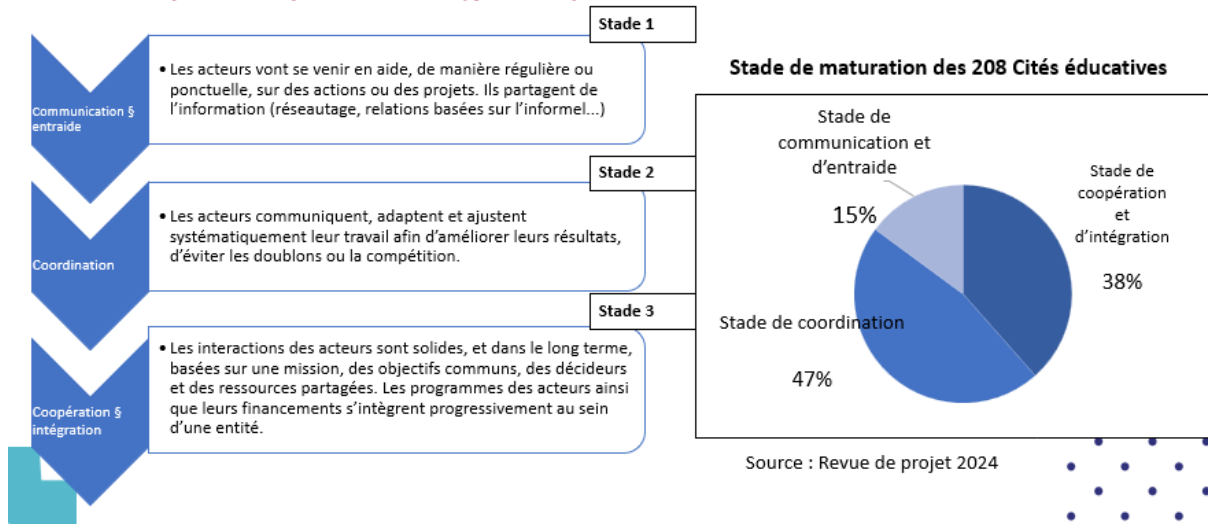 Stade 1
Communication §
entraide
• Les acteurs vont se venir en aide, de manière régulière ou
ponctuelle, sur des actions ou des projets. Ils partagent de
l'information (réseautage, relations basées sur l'informel...)
Stade 2
Coordination
• Les acteurs communiquent, adaptent et ajustent
systématiquement leur travail afin d'améliorer leurs résultats,
d'éviter les doublons ou la compétition.
Stade 3
Coopération §
intégration
• Les interactions des acteurs sont solides, et dans le long terme,
basées sur une mission, des objectifs communs, des décideurs
et des ressources partagées. Les programmes des acteurs ainsi
que leurs financements s'intègrent progressivement au sein
d'une entité.
Stade de maturation des 208 Cités éducatives
Stade de
communication et
d'entraide
15%
Stade de
coopération
et
d'intégration
38%
Stade de coordination
47%
Source : Revue de projet 2024